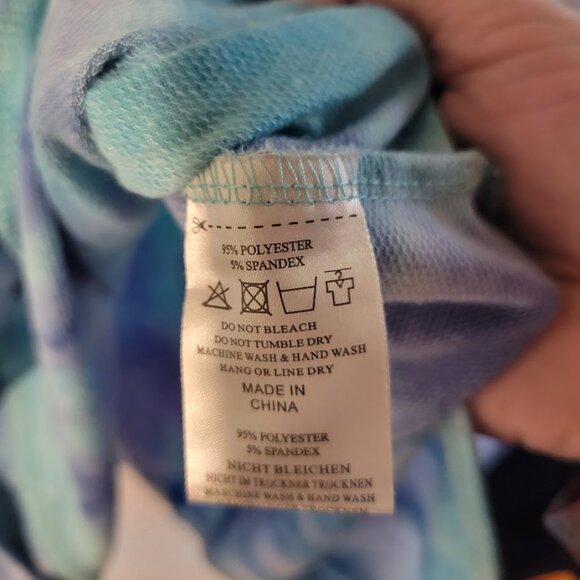 95% POLYESTER
5% SPANDEX
DO NOT BLEACH
DO NOT TUMBLE DRY
MACHINE WASH & HAND WASH
HANG OR LINE DRY
MADE IN
CHINA
95% POLYESTER
5% SPANDEX
NICHT BLEICHEN
NICHT IM TROCKNER TROCKNEN
MASCHINE WASH & HAND WASH